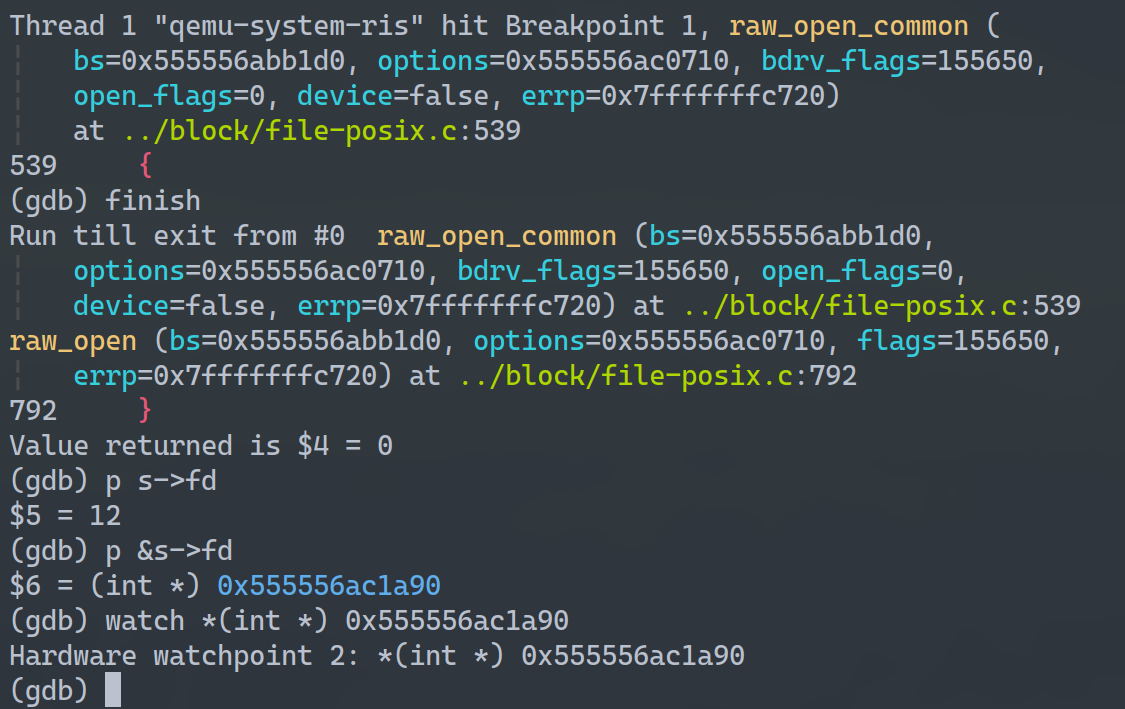 Thread 1 "qemu-system-ris" hit Breakpoint 1, raw_open_common (
    bs=0x555556abb1d0, options=0x555556ac0710, bdrv_flags=155650,
    open_flags=0, device=false, errp=0x7fffffffc720)
    at ../block/file-posix.c:539
539     {
(gdb) finish
Run till exit from #0  raw_open_common (bs=0x555556abb1d0,
    options=0x555556ac0710, bdrv_flags=155650, open_flags=0,
    device=false, errp=0x7fffffffc720) at ../block/file-posix.c:539
raw_open (bs=0x555556abb1d0, options=0x555556ac0710, flags=155650,
    errp=0x7fffffffc720) at ../block/file-posix.c:792
792     }
Value returned is $4 = 0
(gdb) p s->fd
$5 = 12
(gdb) p &s->fd
$6 = (int *) 0x555556ac1a90
(gdb) watch *(int *) 0x555556ac1a90
Hardware watchpoint 2: *(int *) 0x555556ac1a90
(gdb)